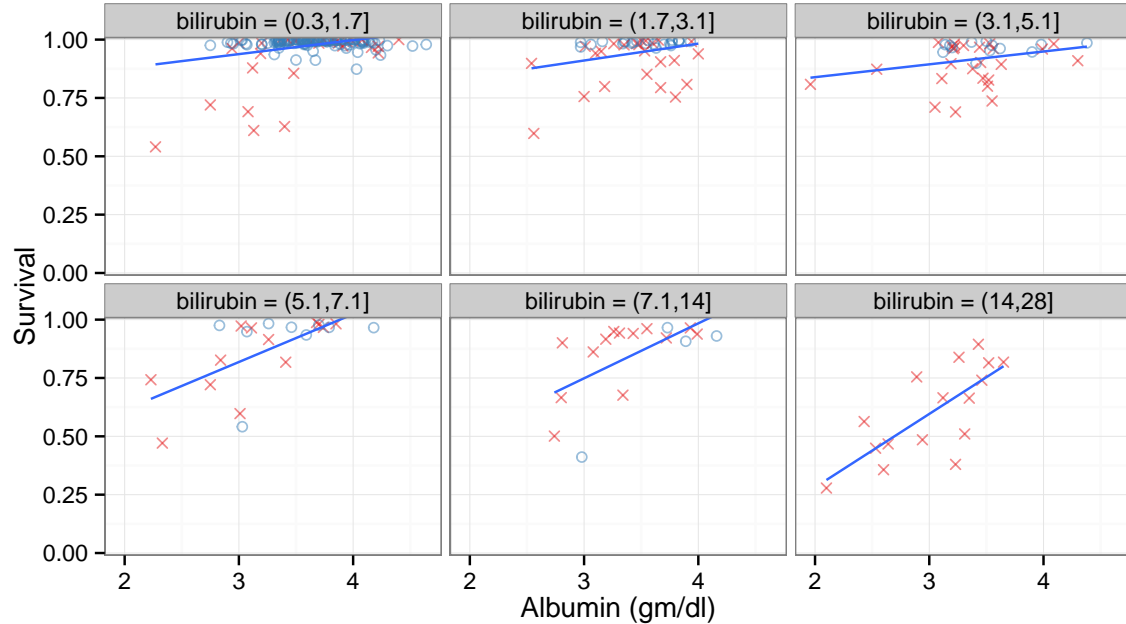 bilirubin = (0.3,1.7] bilirubin = (1.7,3.1] bilirubin = (3.1,5.1]
1.00
0.75
0.50
0.25
0.00
Survival
bilirubin = (5.1,7.1] bilirubin = (7.1,14] bilirubin = (14,28]
1.00
0.75
0.50
0.25
0.00
2 3 4 2 3 4 2 3 4
Albumin (gm/dl)